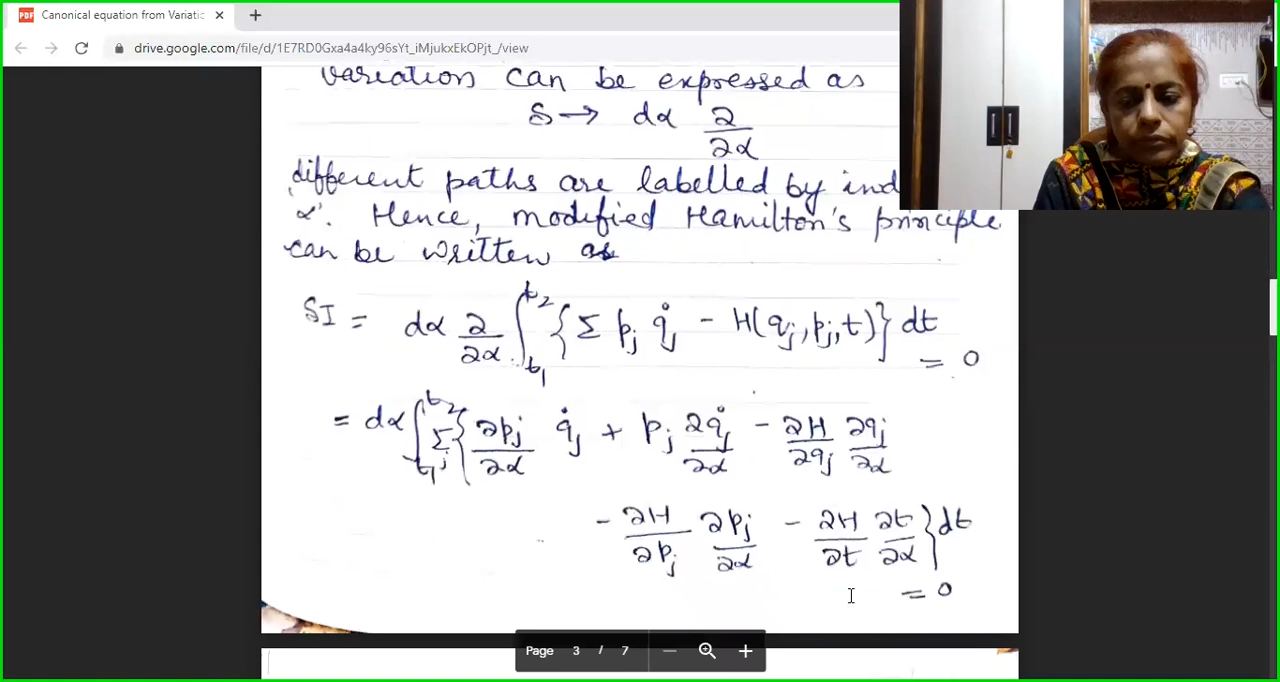 Canonical equation from Variatio
drive.google.com/file/d/1E7RD0Gxa4a4ky96sYt_iMjukxEkOPjt_/view
variation can be expressed as
δ → dα ∂/∂α
different paths are labelled by ind
α'. Hence, modified Hamilton's principle
can be written as
δI = dα ∂/∂α ∫_{t₁}^{t₂} {Σ pⱼ q̇ⱼ - H(qⱼ, pⱼ, t)} dt
= 0
= dα ∫_{t₁}^{t₂} Σⱼ { ∂pⱼ/∂α q̇ⱼ + pⱼ ∂q̇ⱼ/∂α - ∂H/∂qⱼ ∂qⱼ/∂α
- ∂H/∂pⱼ ∂pⱼ/∂α - ∂H/∂t ∂t/∂α } dt
= 0
Page 3 / 7